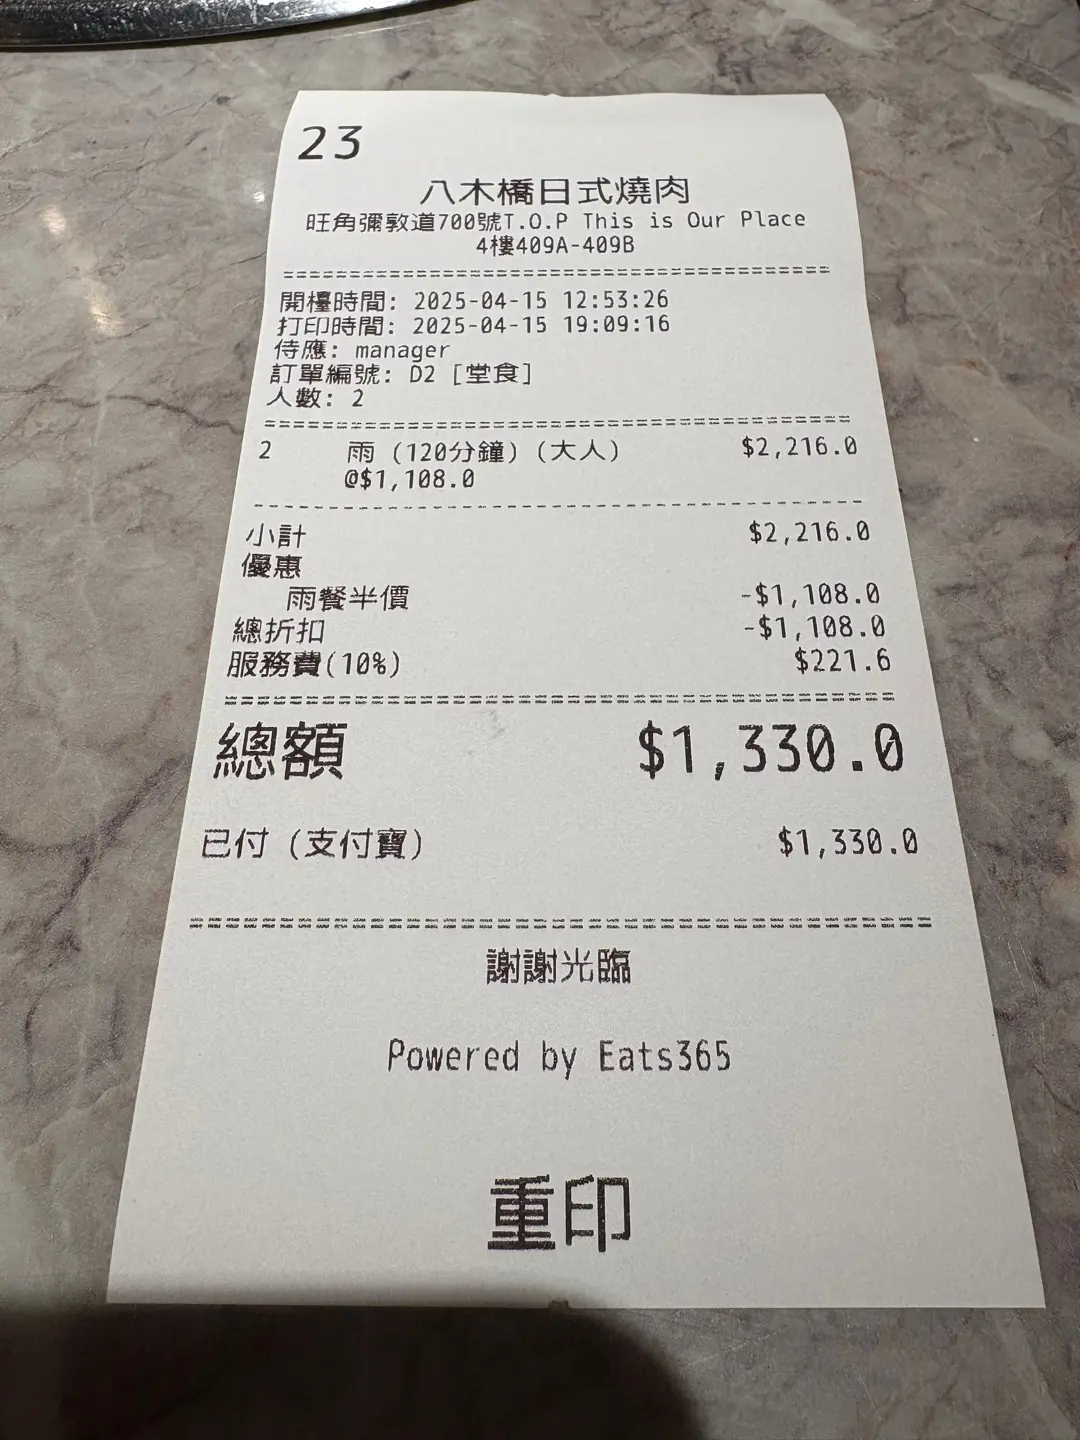 23
八木橋日式燒肉
旺角彌敦道700號T.O.P This is Our Place
4樓409A-409B
開檯時間: 2025-04-15 12:53:26
打印時間: 2025-04-15 19:09:16
侍應: manager
訂單編號: D2 [堂食]
人數: 2
2 雨 (120分鐘) (大人) $2,216.0
@$1,108.0
小計 $2,216.0
優惠
雨餐半價 -$1,108.0
總折扣 -$1,108.0
服務費(10%) $221.6
總額 $1,330.0
已付 (支付寶) $1,330.0
謝謝光臨
Powered by Eats365
重印